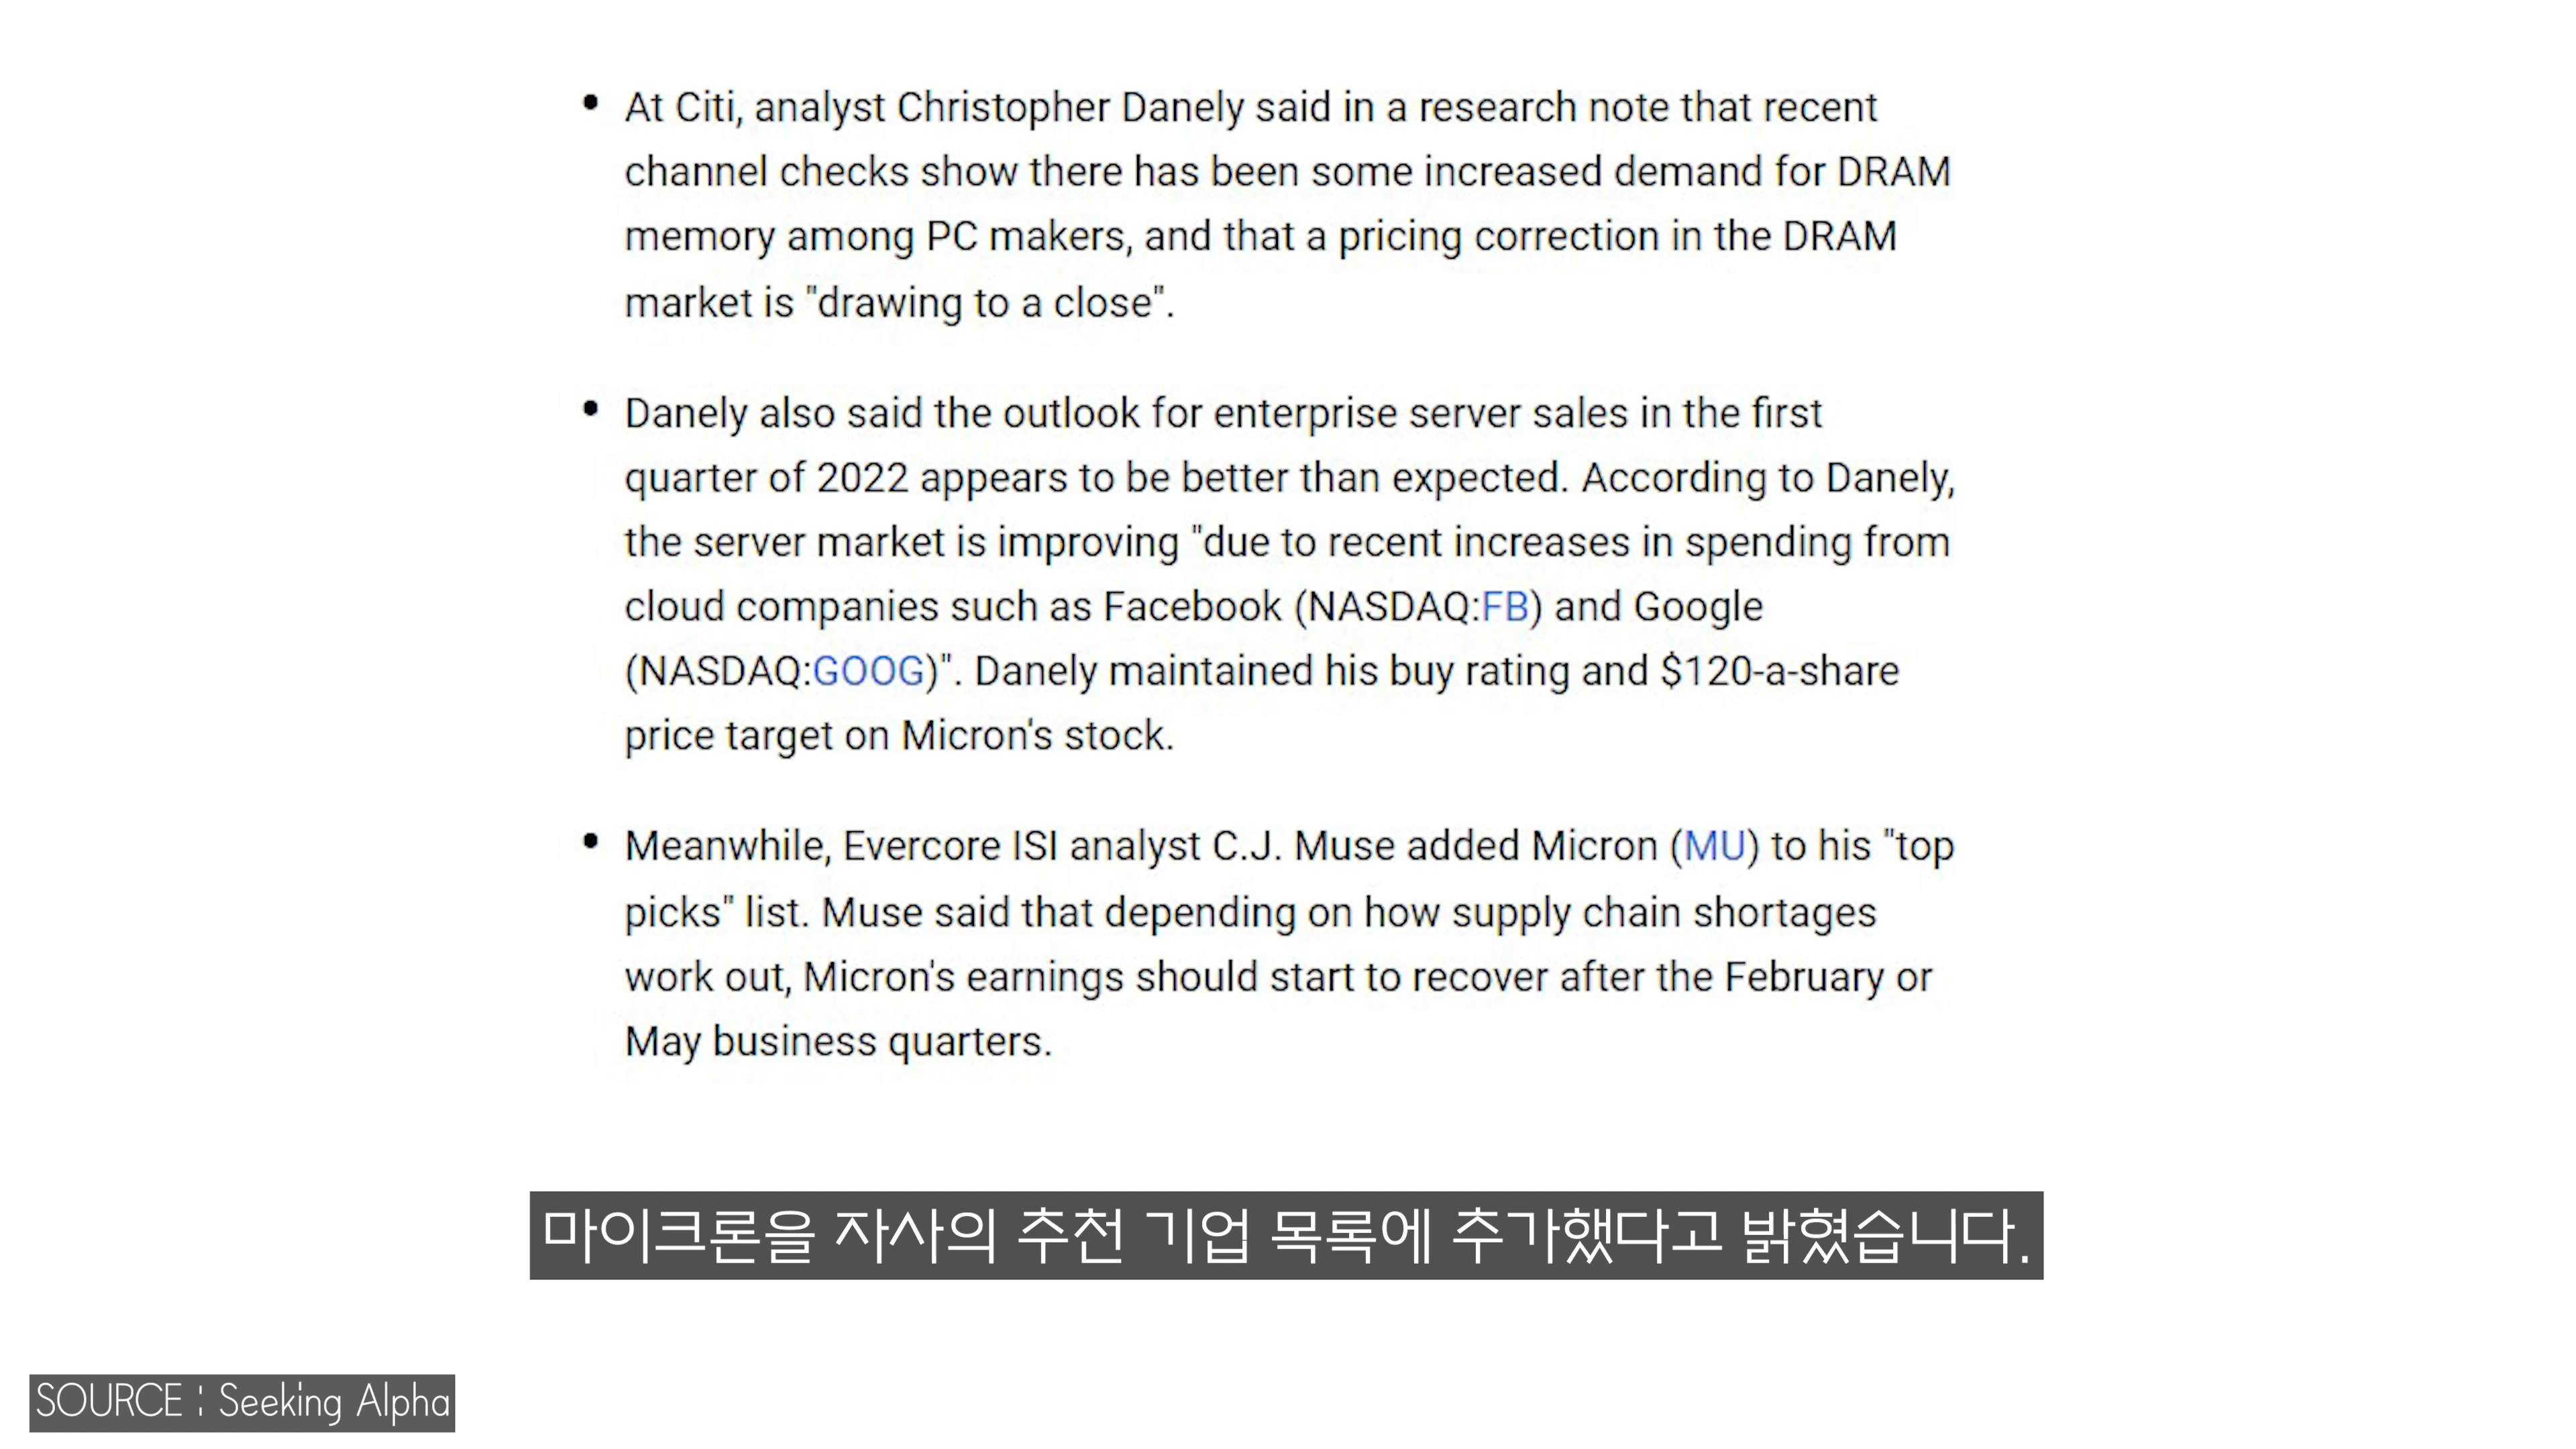 • At Citi, analyst Christopher Danely said in a research note that recent
channel checks show there has been some increased demand for DRAM
memory among PC makers, and that a pricing correction in the DRAM
market is "drawing to a close".
• Danely also said the outlook for enterprise server sales in the first
quarter of 2022 appears to be better than expected. According to Danely,
the server market is improving "due to recent increases in spending from
cloud companies such as Facebook (NASDAQ:FB) and Google
(NASDAQ:GOOG)". Danely maintained his buy rating and $120-a-share
price target on Micron's stock.
• Meanwhile, Evercore ISI analyst C.J. Muse added Micron (MU) to his "top
picks" list. Muse said that depending on how supply chain shortages
work out, Micron's earnings should start to recover after the February or
May business quarters.
마이크론을 자사의 추천 기업 목록에 추가했다고 밝혔습니다.
SOURCE : Seeking Alpha